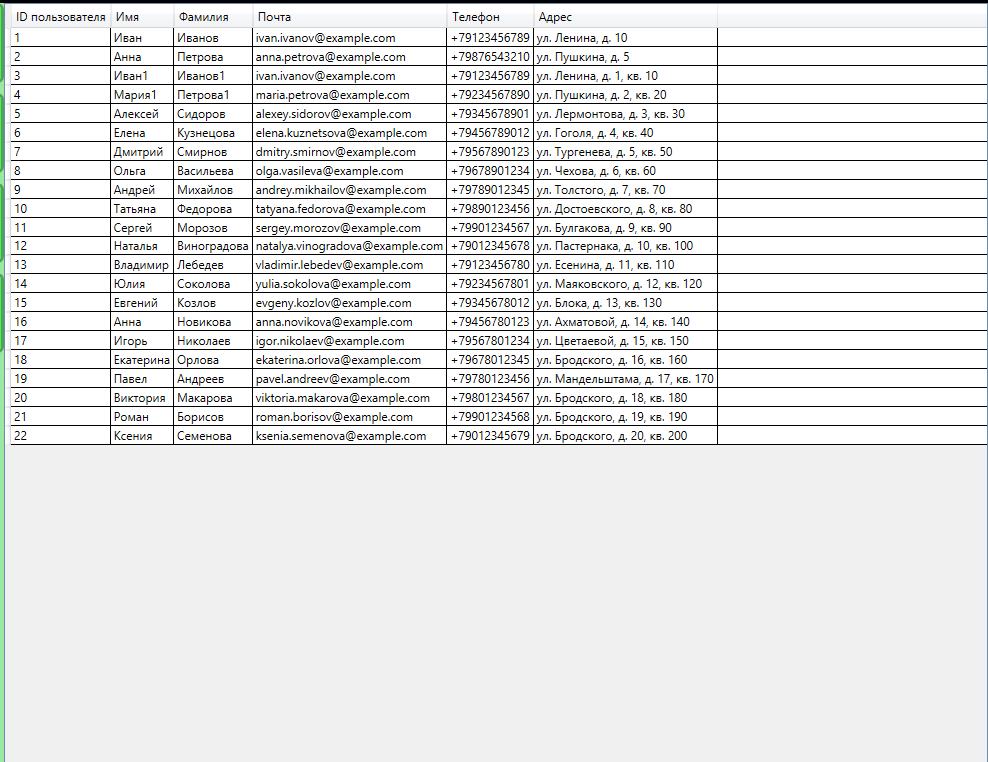 ID пользователя Имя Фамилия Почта Телефон Адрес
1 Иван Иванов ivan.ivanov@example.com +79123456789 ул. Ленина, д. 10
2 Анна Петрова anna.petrova@example.com +79876543210 ул. Пушкина, д. 5
3 Иван1 Иванов1 ivan.ivanov@example.com +79123456789 ул. Ленина, д. 1, кв. 10
4 Мария1 Петрова1 maria.petrova@example.com +79234567890 ул. Пушкина, д. 2, кв. 20
5 Алексей Сидоров alexey.sidorov@example.com +79345678901 ул. Лермонтова, д. 3, кв. 30
6 Елена Кузнецова elena.kuznetsova@example.com +79456789012 ул. Гоголя, д. 4, кв. 40
7 Дмитрий Смирнов dmitry.smirnov@example.com +79567890123 ул. Тургенева, д. 5, кв. 50
8 Ольга Васильева olga.vasileva@example.com +79678901234 ул. Чехова, д. 6, кв. 60
9 Андрей Михайлов andrey.mikhailov@example.com +79789012345 ул. Толстого, д. 7, кв. 70
10 Татьяна Федорова tatyana.fedorova@example.com +79890123456 ул. Достоевского, д. 8, кв. 80
11 Сергей Морозов sergey.morozov@example.com +79901234567 ул. Булгакова, д. 9, кв. 90
12 Наталья Виноградова natalya.vinogradova@example.com +79012345678 ул. Пастернака, д. 10, кв. 100
13 Владимир Лебедев vladimir.lebedev@example.com +79123456780 ул. Есенина, д. 11, кв. 110
14 Юлия Соколова yulia.sokolova@example.com +79234567801 ул. Маяковского, д. 12, кв. 120
15 Евгений Козлов evgeny.kozlov@example.com +79345678012 ул. Блока, д. 13, кв. 130
16 Анна Новикова anna.novikova@example.com +79456780123 ул. Ахматовой, д. 14, кв. 140
17 Игорь Николаев igor.nikolaev@example.com +79567801234 ул. Цветаевой, д. 15, кв. 150
18 Екатерина Орлова ekaterina.orlova@example.com +79678012345 ул. Бродского, д. 16, кв. 160
19 Павел Андреев pavel.andreev@example.com +79780123456 ул. Мандельштама, д. 17, кв. 170
20 Виктория Макарова viktoria.makarova@example.com +79801234567 ул. Бродского, д. 18, кв. 180
21 Роман Борисов roman.borisov@example.com +79901234568 ул. Бродского, д. 19, кв. 190
22 Ксения Семенова ksenia.semenova@example.com +79012345679 ул. Бродского, д. 20, кв. 200